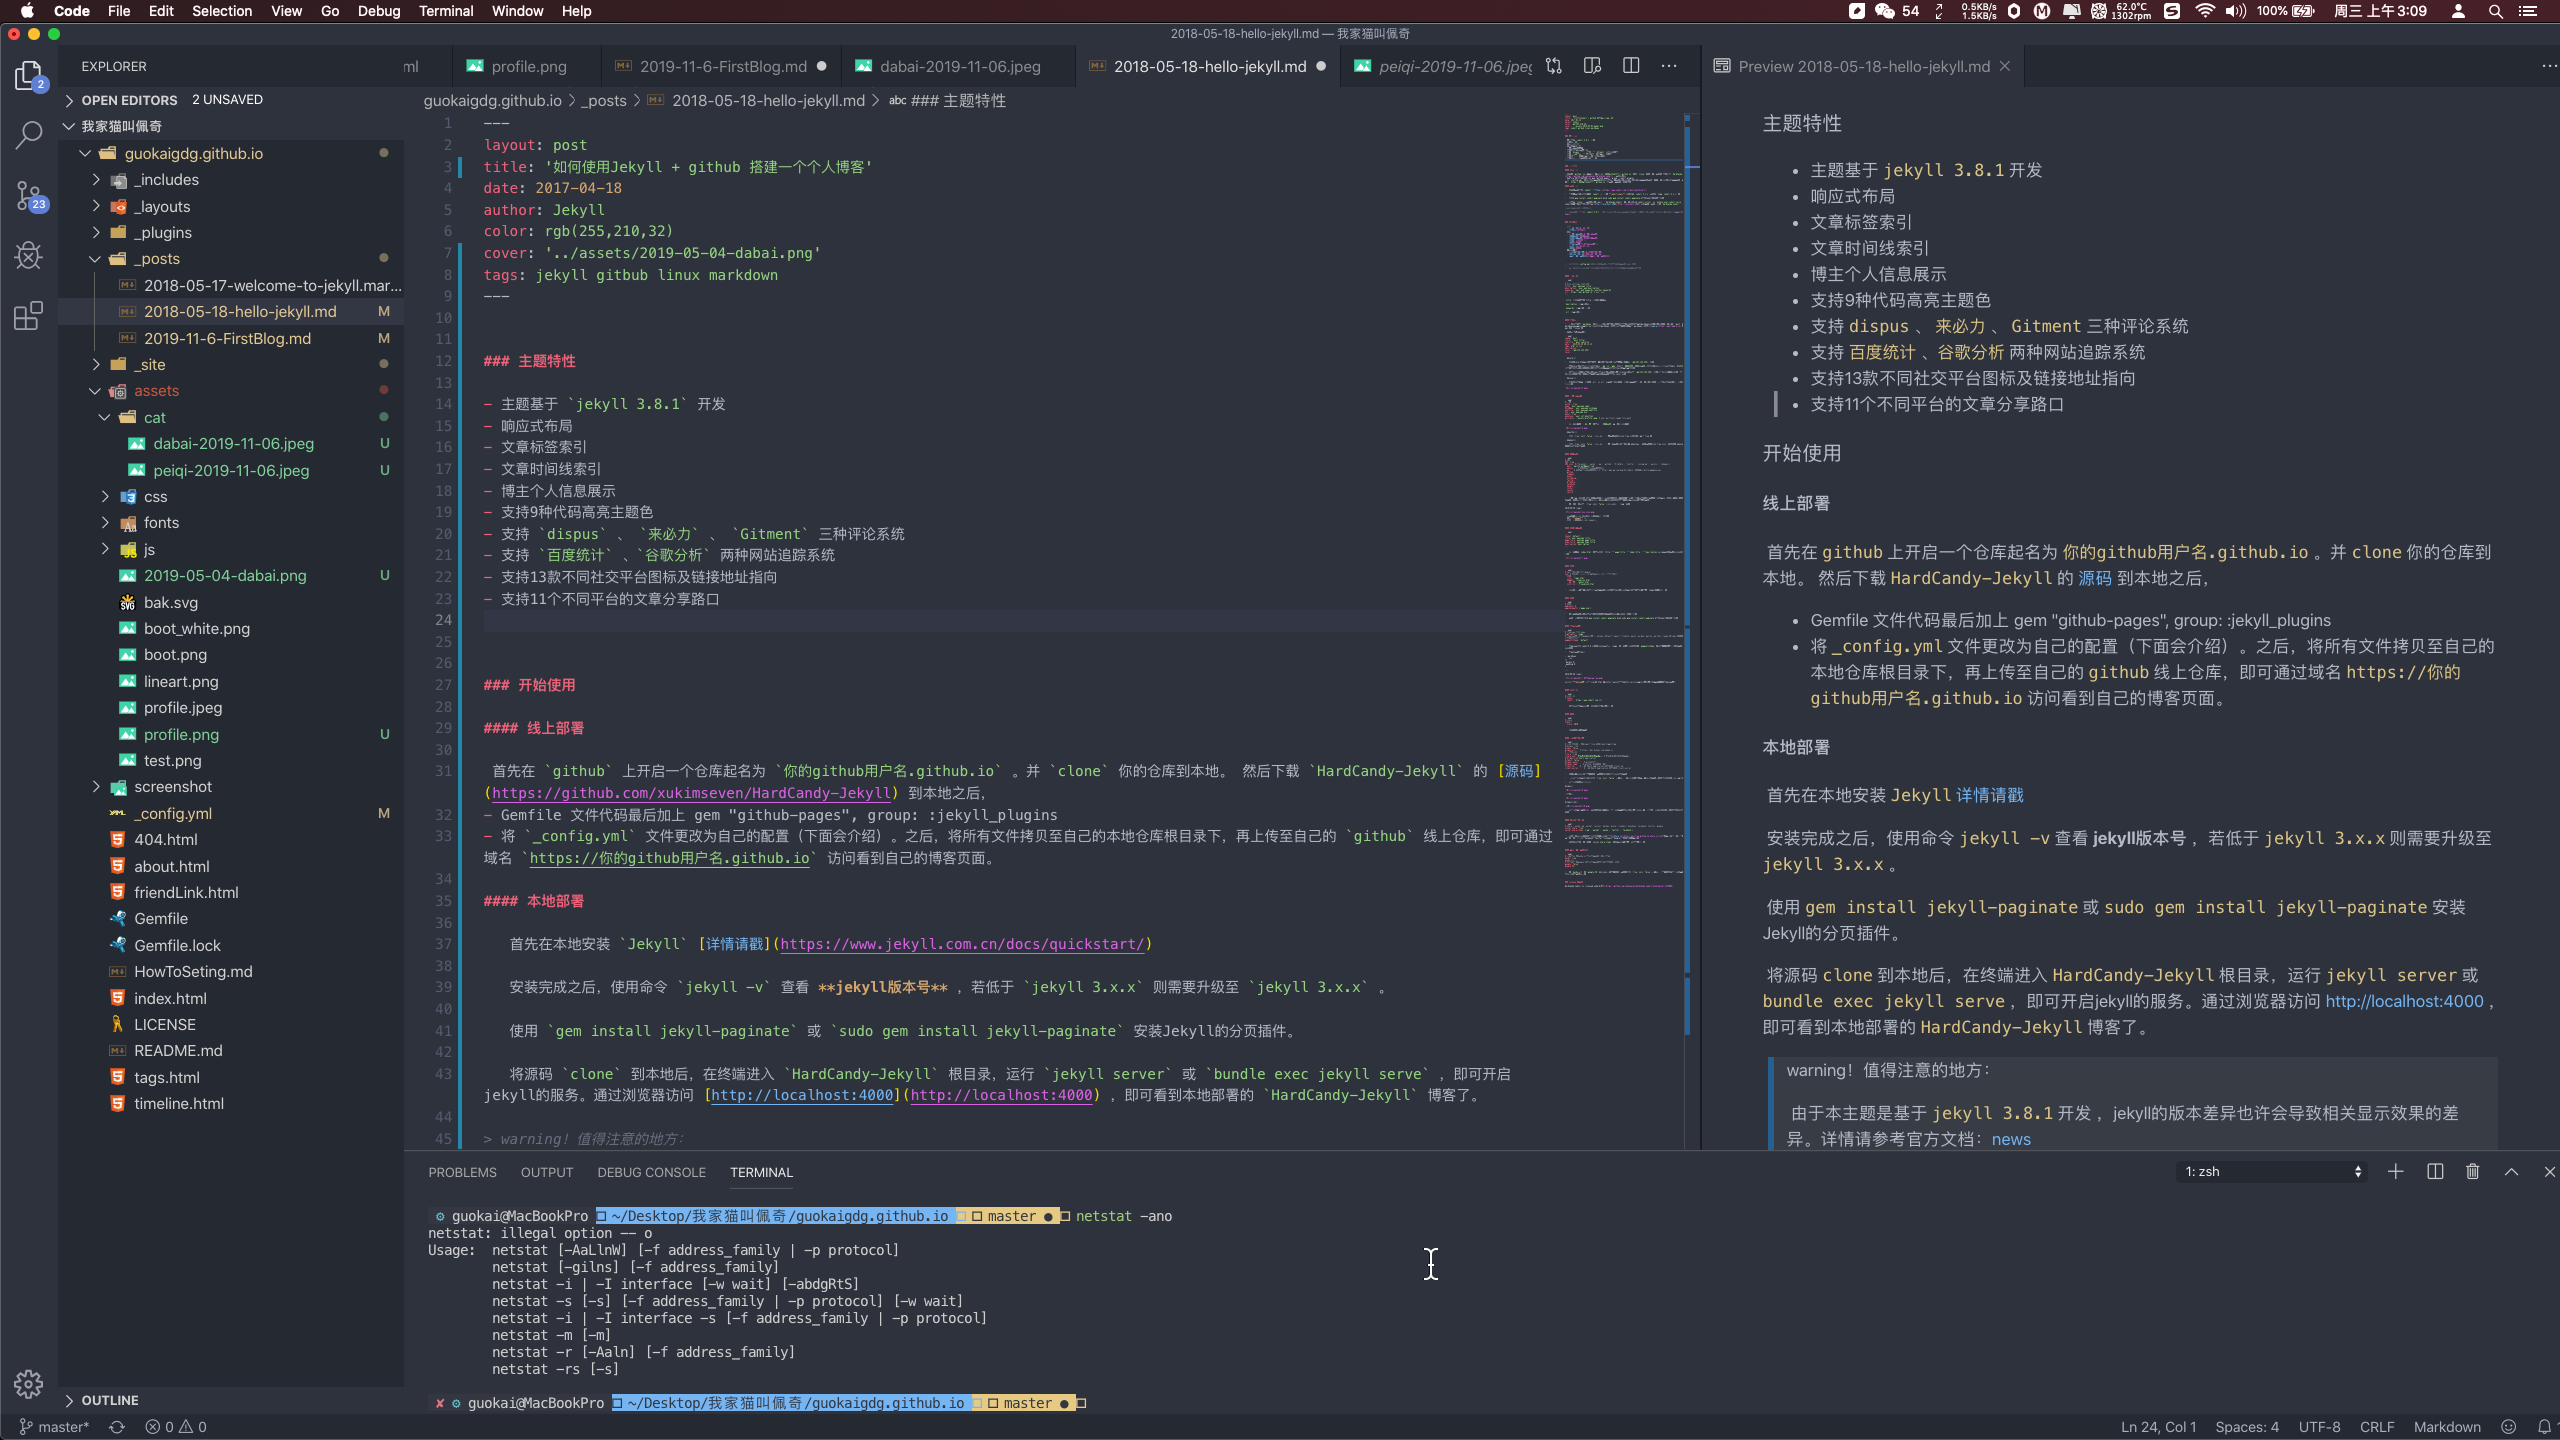 Code File Edit Selection View Go Debug Terminal Window Help
54 0.5KB/s 1.5KB/s 62.0°C 1302rpm 100% 周三 上午3:09
2018-05-18-hello-jekyll.md — 我家猫叫佩奇
EXPLORER
ml profile.png 2019-11-6-FirstBlog.md dabai-2019-11-06.jpeg 2018-05-18-hello-jekyll.md peiqi-2019-11-06.jpeg
Preview 2018-05-18-hello-jekyll.md
OPEN EDITORS 2 UNSAVED
我家猫叫佩奇
guokaigdg.github.io
_includes
_layouts
_plugins
_posts
2018-05-17-welcome-to-jekyll.mar...
2018-05-18-hello-jekyll.md M
2019-11-6-FirstBlog.md M
_site
assets
cat
dabai-2019-11-06.jpeg U
peiqi-2019-11-06.jpeg U
css
fonts
js
2019-05-04-dabai.png U
bak.svg
boot_white.png
boot.png
lineart.png
profile.jpeg
profile.png U
test.png
screenshot
_config.yml M
404.html
about.html
friendLink.html
Gemfile
Gemfile.lock
HowToSeting.md
index.html
LICENSE
README.md
tags.html
timeline.html
OUTLINE
guokaigdg.github.io > _posts > 2018-05-18-hello-jekyll.md > abc ### 主题特性
1 ---
2 layout: post
3 title: '如何使用Jekyll + github 搭建一个个人博客'
4 date: 2017-04-18
5 author: Jekyll
6 color: rgb(255,210,32)
7 cover: '../assets/2019-05-04-dabai.png'
8 tags: jekyll gitbub linux markdown
9 ---
10
11
12 ### 主题特性
13
14 - 主题基于 `jekyll 3.8.1` 开发
15 - 响应式布局
16 - 文章标签索引
17 - 文章时间线索引
18 - 博主个人信息展示
19 - 支持9种代码高亮主题色
20 - 支持 `dispus` 、 `来必力` 、 `Gitment` 三种评论系统
21 - 支持 `百度统计` 、`谷歌分析` 两种网站追踪系统
22 - 支持13款不同社交平台图标及链接地址指向
23 - 支持11个不同平台的文章分享路口
24
25
26
27 ### 开始使用
28
29 #### 线上部署
30
31 首先在 `github` 上开启一个仓库起名为 `你的github用户名.github.io` 。并 `clone` 你的仓库到本地。 然后下载 `HardCandy-Jekyll` 的 [源码]
(https://github.com/xukimseven/HardCandy-Jekyll) 到本地之后，
32 - Gemfile 文件代码最后加上 gem "github-pages", group: :jekyll_plugins
33 - 将 `_config.yml` 文件更改为自己的配置（下面会介绍）。之后，将所有文件拷贝至自己的本地仓库根目录下，再上传至自己的 `github` 线上仓库，即可通过
域名 `https://你的github用户名.github.io` 访问看到自己的博客页面。
34
35 #### 本地部署
36
37 首先在本地安装 `Jekyll` [详情请戳](https://www.jekyll.com.cn/docs/quickstart/)
38
39 安装完成之后，使用命令 `jekyll -v` 查看 **jekyll版本号** ，若低于 `jekyll 3.x.x` 则需要升级至 `jekyll 3.x.x` 。
40
41 使用 `gem install jekyll-paginate` 或 `sudo gem install jekyll-paginate` 安装Jekyll的分页插件。
42
43 将源码 `clone` 到本地后，在终端进入 `HardCandy-Jekyll` 根目录，运行 `jekyll server` 或 `bundle exec jekyll serve` ，即可开启
jekyll的服务。通过浏览器访问 [http://localhost:4000](http://localhost:4000) ，即可看到本地部署的 `HardCandy-Jekyll` 博客了。
44
45 > warning！值得注意的地方：
主题特性
• 主题基于 jekyll 3.8.1 开发
• 响应式布局
• 文章标签索引
• 文章时间线索引
• 博主个人信息展示
• 支持9种代码高亮主题色
• 支持 dispus 、 来必力 、 Gitment 三种评论系统
• 支持 百度统计 、谷歌分析 两种网站追踪系统
• 支持13款不同社交平台图标及链接地址指向
• 支持11个不同平台的文章分享路口
开始使用
线上部署
首先在 github 上开启一个仓库起名为 你的github用户名.github.io 。并 clone 你的仓库到
本地。 然后下载 HardCandy-Jekyll 的 源码 到本地之后，
• Gemfile 文件代码最后加上 gem "github-pages", group: :jekyll_plugins
• 将 _config.yml 文件更改为自己的配置（下面会介绍）。之后，将所有文件拷贝至自己的
本地仓库根目录下，再上传至自己的 github 线上仓库，即可通过域名 https://你的
github用户名.github.io 访问看到自己的博客页面。
本地部署
首先在本地安装 Jekyll 详情请戳
安装完成之后，使用命令 jekyll -v 查看 jekyll版本号 ，若低于 jekyll 3.x.x 则需要升级至
jekyll 3.x.x 。
使用 gem install jekyll-paginate 或 sudo gem install jekyll-paginate 安装
Jekyll的分页插件。
将源码 clone 到本地后，在终端进入 HardCandy-Jekyll 根目录，运行 jekyll server 或
bundle exec jekyll serve ，即可开启jekyll的服务。通过浏览器访问 http://localhost:4000 ，
即可看到本地部署的 HardCandy-Jekyll 博客了。
warning！值得注意的地方：
由于本主题是基于 jekyll 3.8.1 开发 ，jekyll的版本差异也许会导致相关显示效果的差
异。详情请参考官方文档：news
PROBLEMS OUTPUT DEBUG CONSOLE TERMINAL 1: zsh
guokai@MacBookPro ~/Desktop/我家猫叫佩奇/guokaigdg.github.io master ● netstat -ano
netstat: illegal option -- o
Usage: netstat [-AaLlnW] [-f address_family | -p protocol]
netstat [-gilns] [-f address_family]
netstat -i | -I interface [-w wait] [-abdgRtS]
netstat -s [-s] [-f address_family | -p protocol] [-w wait]
netstat -i | -I interface -s [-f address_family | -p protocol]
netstat -m [-m]
netstat -r [-Aaln] [-f address_family]
netstat -rs [-s]
✘ guokai@MacBookPro ~/Desktop/我家猫叫佩奇/guokaigdg.github.io master ●
master* 0 0 Ln 24, Col 1 Spaces: 4 UTF-8 CRLF Markdown
2
23